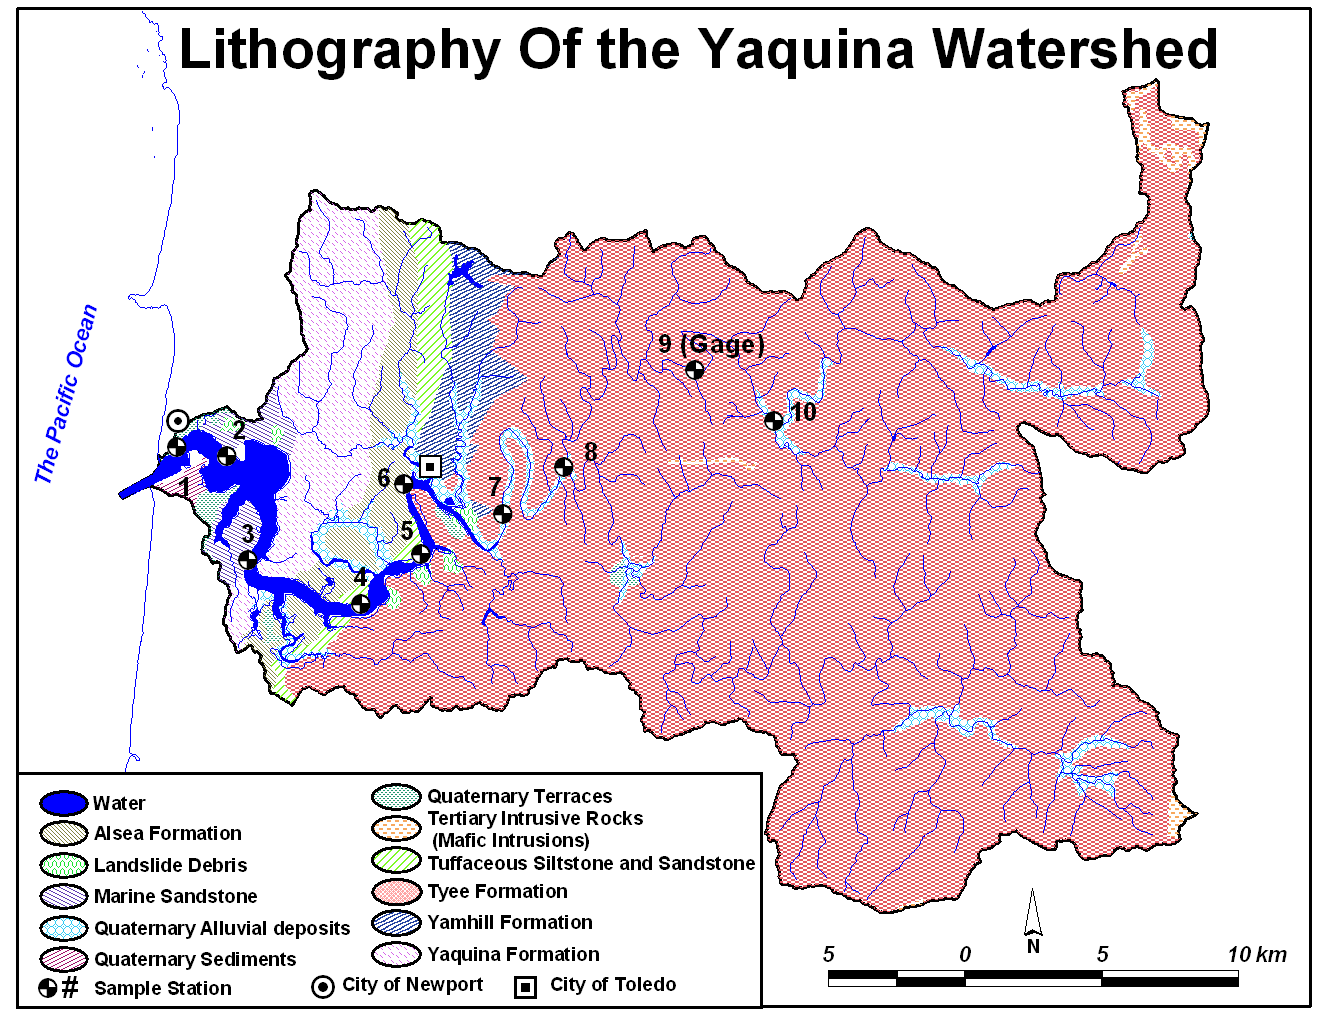 Lithography Of the Yaquina Watershed
The Pacific Ocean
9 (Gage)
10
2
8
6
1
7
5
3
4
Water
Alsea Formation
Landslide Debris
Marine Sandstone
Quaternary Alluvial deposits
Quaternary Sediments
# Sample Station
Quaternary Terraces
Tertiary Intrusive Rocks
(Mafic Intrusions)
Tuffaceous Siltstone and Sandstone
Tyee Formation
Yamhill Formation
Yaquina Formation
City of Newport
City of Toledo
N
5 0 5 10 km